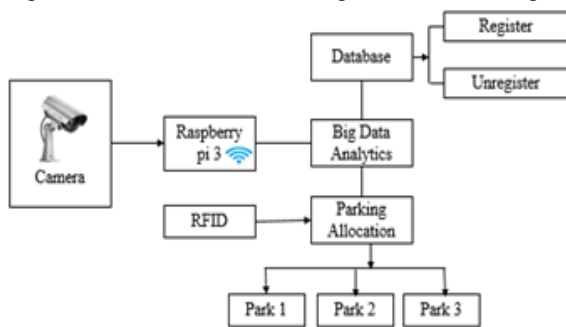 Register
Database
Unregister
Raspberry
pi 3
Big Data
Analytics
Camera
RFID
Parking
Allocation
Park 1
Park 2
Park 3